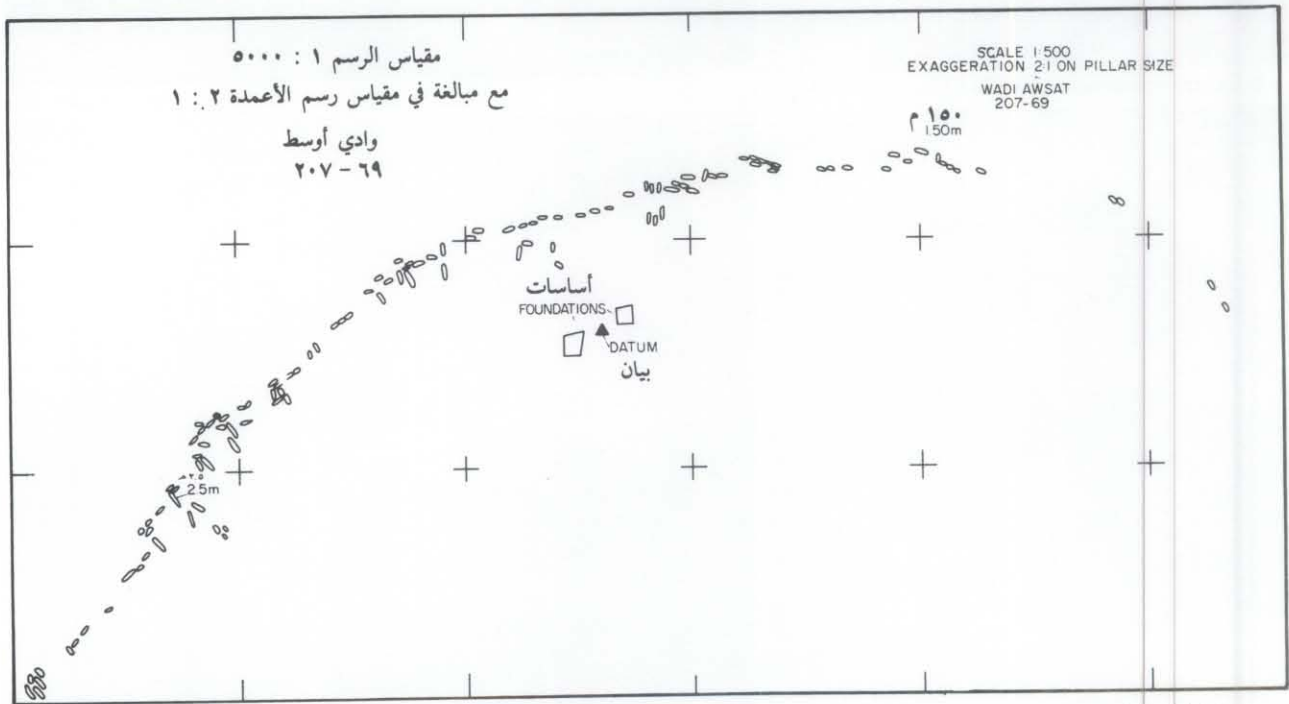 مقياس الرسم ١ : ٥٠٠٠
مع مبالغة في مقياس رسم الأعمدة ٢ : ١
وادي أوسط
٢٠٧ - ٦٩
SCALE 1:500
EXAGGERATION 2:1 ON PILLAR SIZE
WADI AWSAT
207-69
١٥٠ م
1.50m
أساسات
FOUNDATIONS
DATUM
بيان
٢.٥ م
2.5m